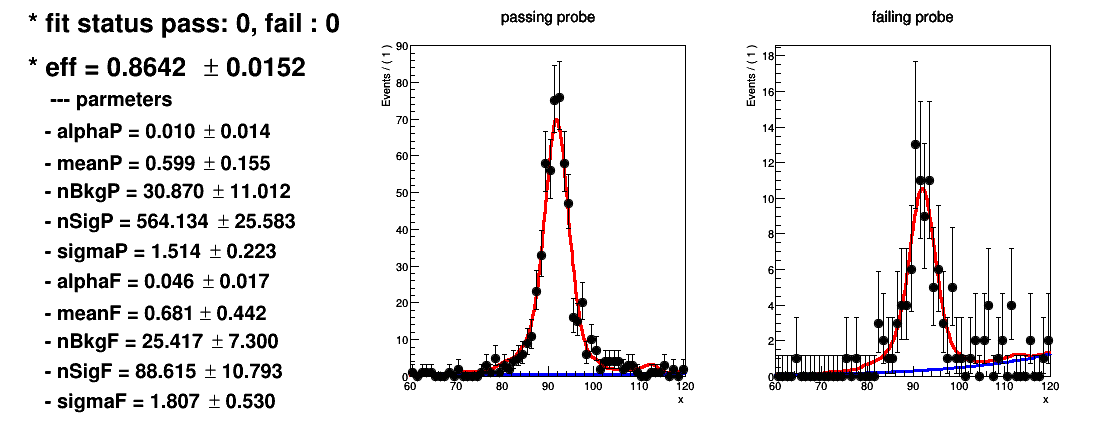 * fit status pass: 0, fail : 0
* eff = 0.8642 ± 0.0152
--- parmeters
- alphaP = 0.010 ± 0.014
- meanP = 0.599 ± 0.155
- nBkgP = 30.870 ± 11.012
- nSigP = 564.134 ± 25.583
- sigmaP = 1.514 ± 0.223
- alphaF = 0.046 ± 0.017
- meanF = 0.681 ± 0.442
- nBkgF = 25.417 ± 7.300
- nSigF = 88.615 ± 10.793
- sigmaF = 1.807 ± 0.530
passing probe
Events / ( 1 )
90
80
70
60
50
40
30
20
10
0
60 70 80 90 100 110 120
x
failing probe
Events / ( 1 )
18
16
14
12
10
8
6
4
2
0
60 70 80 90 100 110 120
x